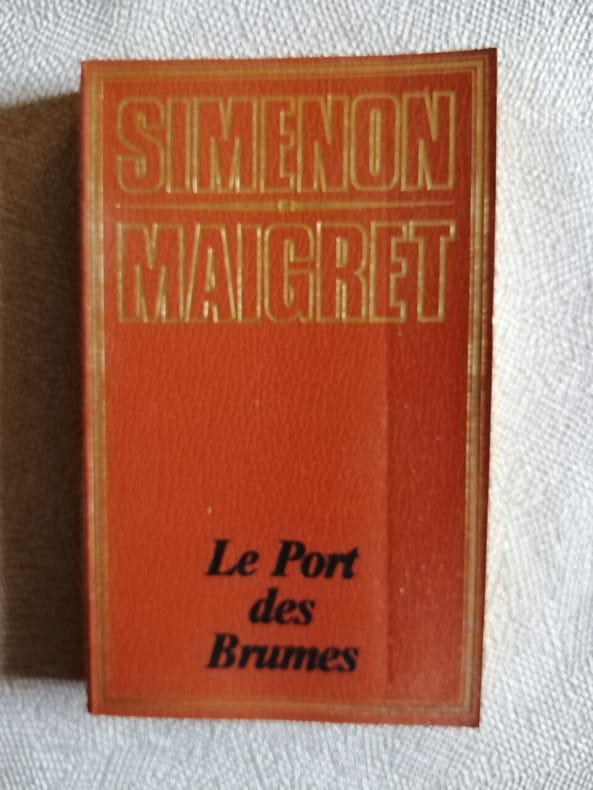 SIMENON
MAIGRET
Le Port
des
Brumes